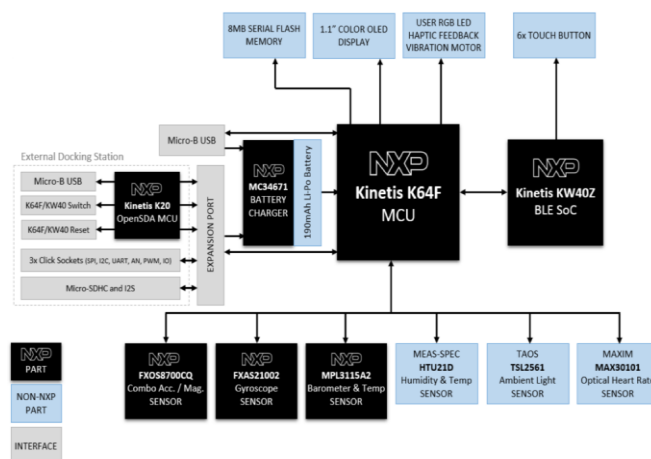 8MB SERIAL FLASH
MEMORY
1.1" COLOR OLED
DISPLAY
USER RGB LED
HAPTIC FEEDBACK
VIBRATION MOTOR
6x TOUCH BUTTON
Micro-B USB
NXP
MC34671
BATTERY
CHARGER
190mAh Li-Po Battery
NXP
Kinetis K64F
MCU
NXP
Kinetis KW40Z
BLE SoC
External Docking Station
Micro-B USB
K64F/KW40 Switch
K64F/KW40 Reset
NXP
Kinetis K20
OpenSDA MCU
3x Click Sockets (SPI, I2C, UART, AN, PWM, IO)
Micro-SDHC and I2S
EXPANSION PORT
NXP
FXOS8700CQ
Combo Acc. / Mag.
SENSOR
NXP
FXAS21002
Gyroscope
SENSOR
NXP
MPL3115A2
Barometer & Temp
SENSOR
MEAS-SPEC
HTU21D
Humidity & Temp
SENSOR
TAOS
TSL2561
Ambient Light
SENSOR
MAXIM
MAX30101
Optical Heart Rate
SENSOR
NXP
PART
NON-NXP
PART
INTERFACE